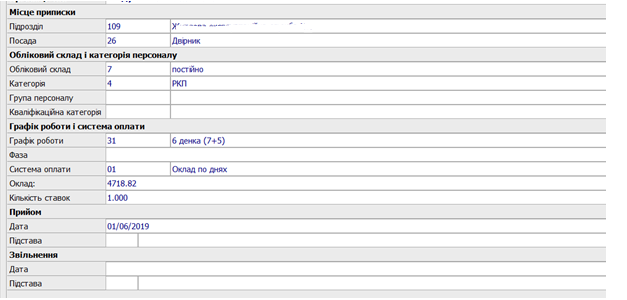 Місце приписки
Підрозділ 109
Посада 26 Двірник
Обліковий склад і категорія персоналу
Обліковий склад 7 постійно
Категорія 4 РКП
Група персоналу
Кваліфікаційна категорія
Графік роботи і система оплати
Графік роботи 31 6 денка (7+5)
Фаза
Система оплати 01 Оклад по днях
Оклад: 4718.82
Кількість ставок 1.000
Прийом
Дата 01/06/2019
Підстава
Звільнення
Дата
Підстава